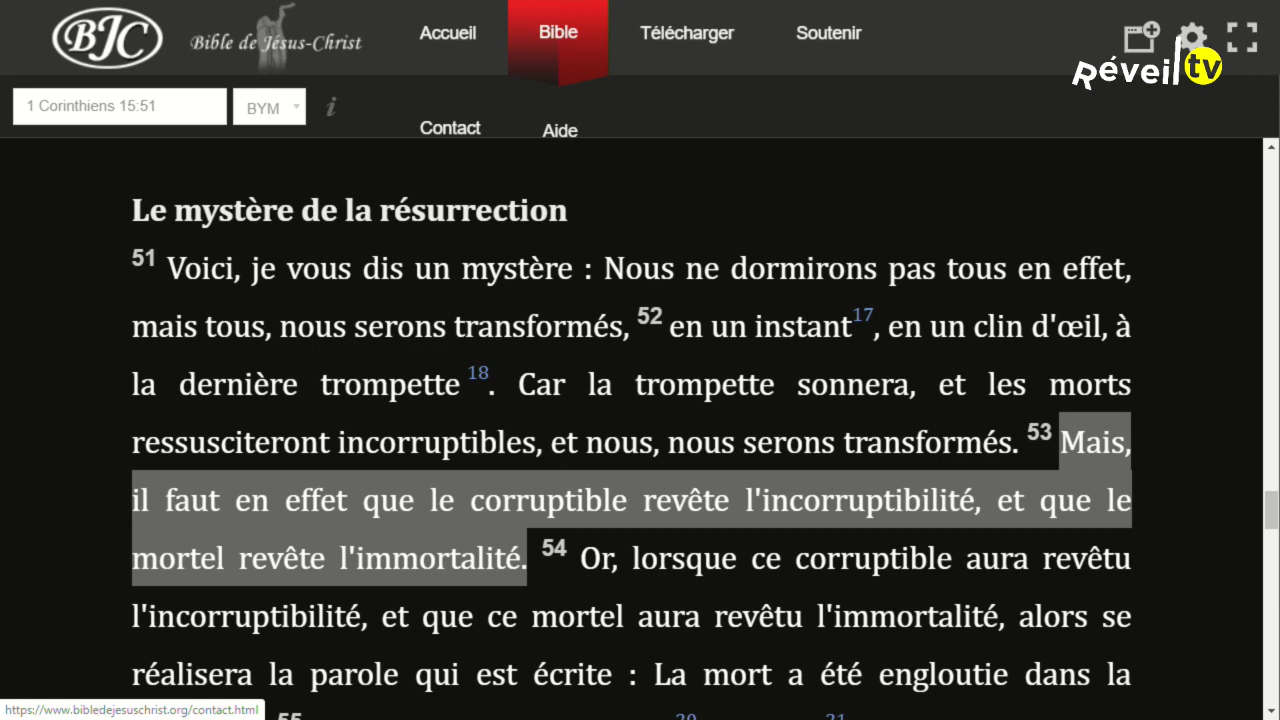 BJC Bible de Jésus-Christ Accueil Bible Télécharger Soutenir
Réveil tv
1 Corinthiens 15:51 BYM i
Contact Aide
Le mystère de la résurrection
51 Voici, je vous dis un mystère : Nous ne dormirons pas tous en effet,
mais tous, nous serons transformés, 52 en un instant17, en un clin d'œil, à
la dernière trompette 18. Car la trompette sonnera, et les morts
ressusciteront incorruptibles, et nous, nous serons transformés. 53 Mais,
il faut en effet que le corruptible revête l'incorruptibilité, et que le
mortel revête l'immortalité. 54 Or, lorsque ce corruptible aura revêtu
l'incorruptibilité, et que ce mortel aura revêtu l'immortalité, alors se
réalisera la parole qui est écrite : La mort a été engloutie dans la
https://www.bibledejesuschrist.org/contact.html 55 20 21